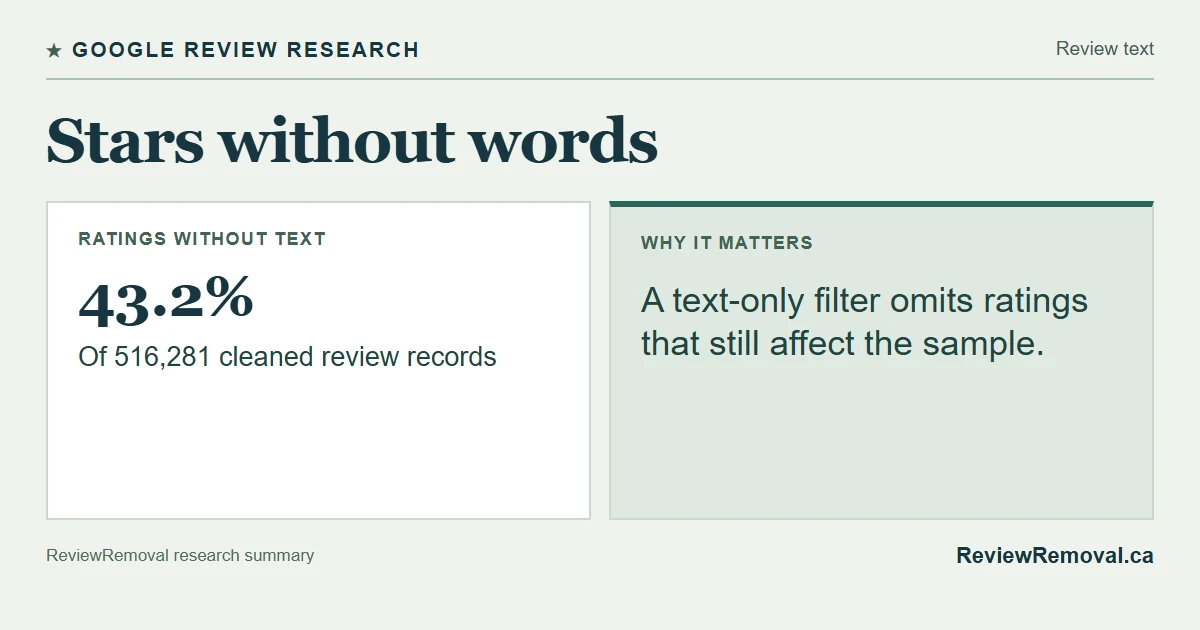 ★ GOOGLE REVIEW RESEARCH
Review text
Stars without words
RATINGS WITHOUT TEXT
43.2%
Of 516,281 cleaned review records
WHY IT MATTERS
A text-only filter omits ratings
that still affect the sample.
ReviewRemoval research summary
ReviewRemoval.ca